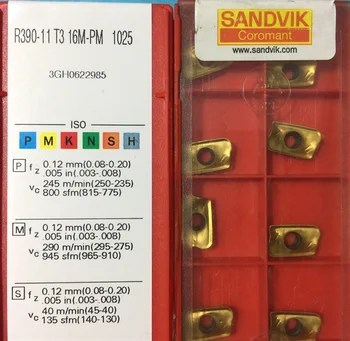 R390-11 T3 16M-PM 1025
3GH0622985
ISO
P M K N S H
P fz 0.12 mm(0.08-0.20)
.005 in(.003-.008)
vc 245 m/min(250-235)
800 sfm(815-775)
M fz 0.12 mm(0.08-0.20)
.005 in(.003-.008)
vc 290 m/min(295-275)
945 sfm(965-910)
S fz 0.12 mm(0.08-0.20)
.005 in(.003-.008)
vc 40 m/min(45-40)
135 sfm(140-130)
SANDVIK
Coromant
www.sandvik.com